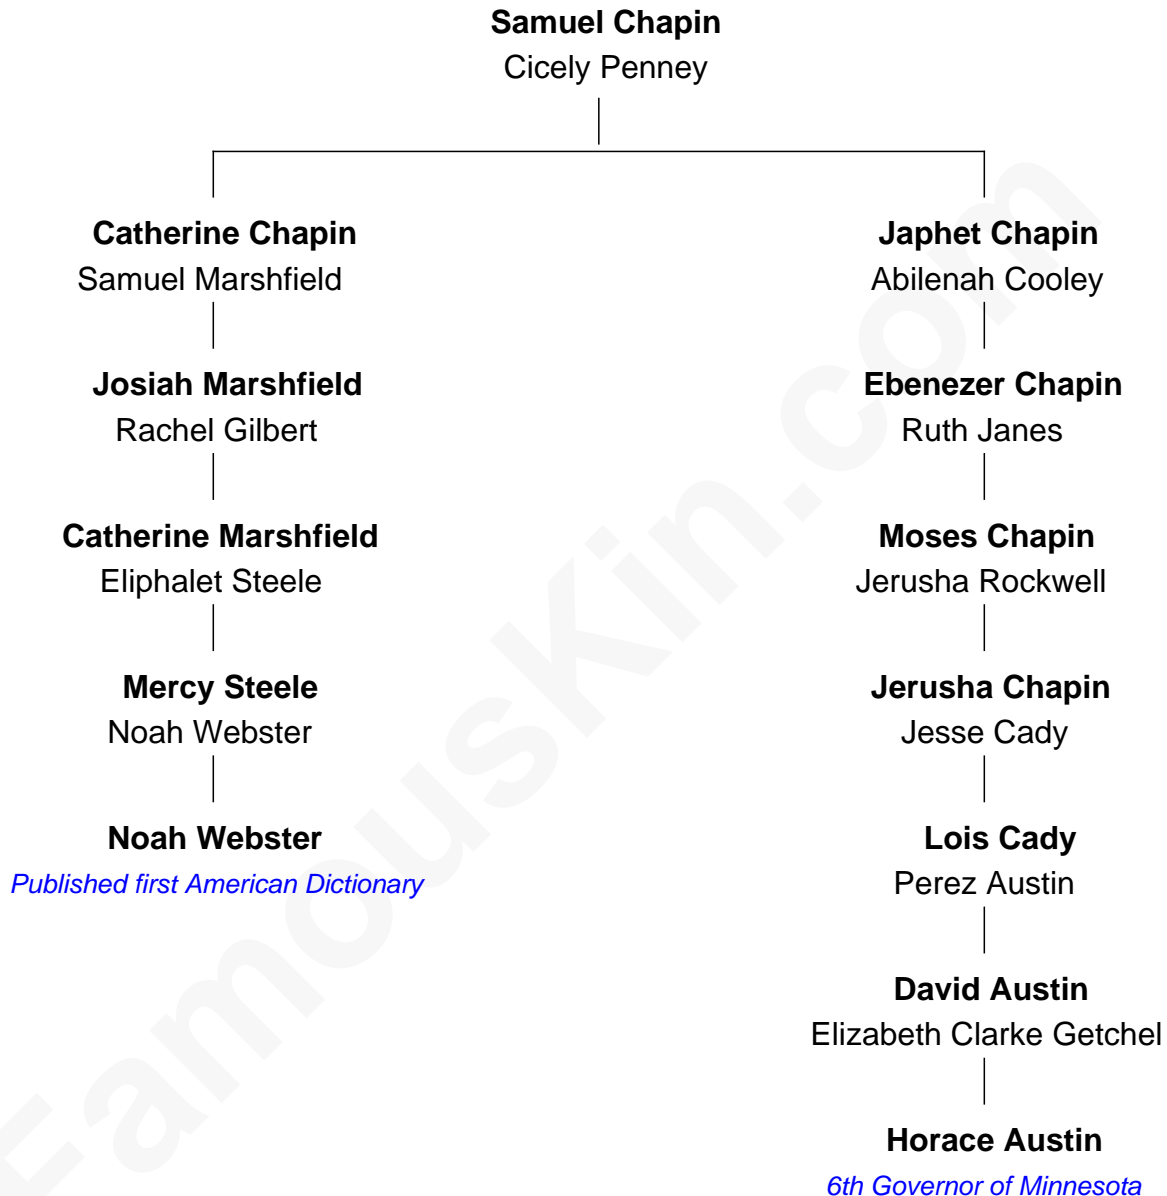 Samuel Chapin
Cicely Penney
Catherine Chapin
Samuel Marshfield
Josiah Marshfield
Rachel Gilbert
Catherine Marshfield
Eliphalet Steele
Mercy Steele
Noah Webster
Noah Webster
Published first American Dictionary
Japhet Chapin
Abilenah Cooley
Ebenezer Chapin
Ruth Janes
Moses Chapin
Jerusha Rockwell
Jerusha Chapin
Jesse Cady
Lois Cady
Perez Austin
David Austin
Elizabeth Clarke Getchel
Horace Austin
6th Governor of Minnesota
FamousKin.com